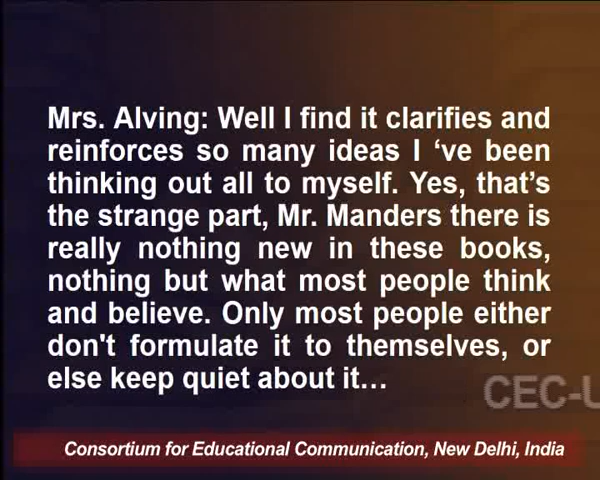 Mrs. Alving: Well I find it clarifies and
reinforces so many ideas I ‘ve been
thinking out all to myself. Yes, that’s
the strange part, Mr. Manders there is
really nothing new in these books,
nothing but what most people think
and believe. Only most people either
don't formulate it to themselves, or
else keep quiet about it...
CEC-U
Consortium for Educational Communication, New Delhi, India